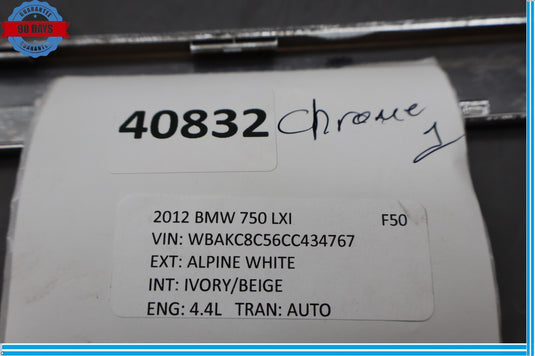 GUARANTEE
90 DAYS
GUARANTEE
40832 Chrome 1
2012 BMW 750 LXI F50
VIN: WBAKC8C56CC434767
EXT: ALPINE WHITE
INT: IVORY/BEIGE
ENG: 4.4L TRAN: AUTO